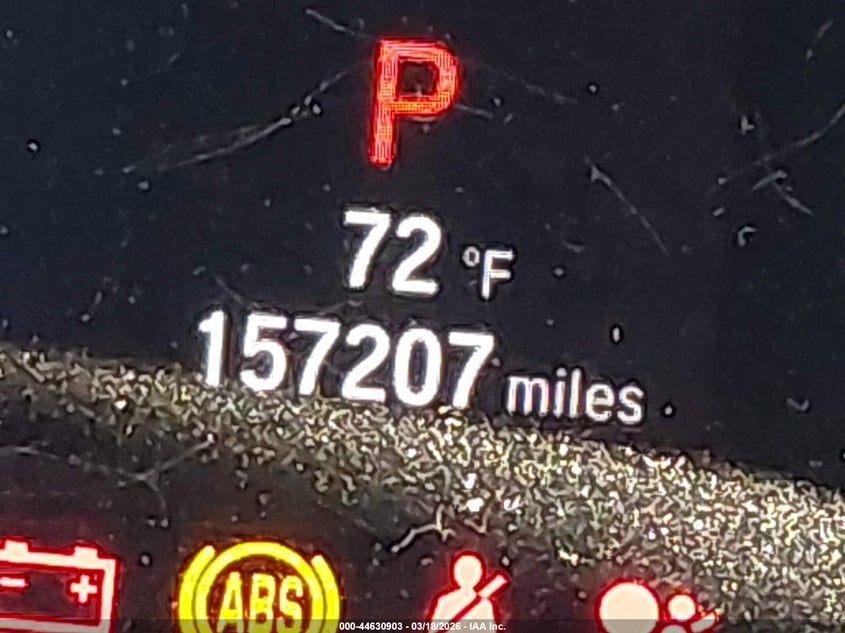 P
72 °F
157207 miles
- +
ABS
000-44630903 - 03/18/2026 - IAA Inc.